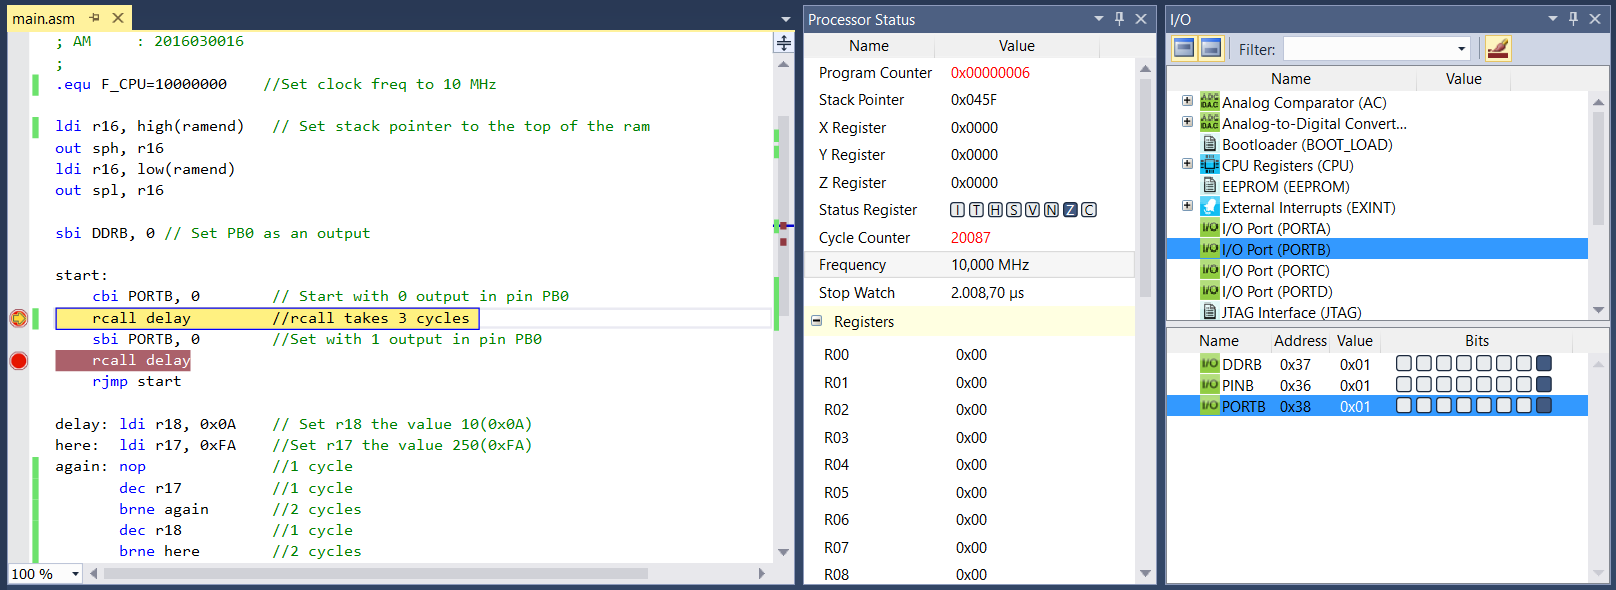 main.asm
; AM     : 2016030016
;
.equ F_CPU=10000000    //Set clock freq to 10 MHz
ldi r16, high(ramend)   // Set stack pointer to the top of the ram
out sph, r16
ldi r16, low(ramend)
out spl, r16
sbi DDRB, 0 // Set PB0 as an output
start:
cbi PORTB, 0         // Start with 0 output in pin PB0
rcall delay          //rcall takes 3 cycles
sbi PORTB, 0         //Set with 1 output in pin PB0
rcall delay
rjmp start
delay: ldi r18, 0x0A    // Set r18 the value 10(0x0A)
here:  ldi r17, 0xFA    //Set r17 the value 250(0xFA)
again: nop              //1 cycle
dec r17          //1 cycle
brne again       //2 cycles
dec r18          //1 cycle
brne here        //2 cycles
100 %
Processor Status
Name Value
Program Counter 0x00000006
Stack Pointer 0x045F
X Register 0x0000
Y Register 0x0000
Z Register 0x0000
Status Register I T H S V N Z C
Cycle Counter 20087
Frequency 10,000 MHz
Stop Watch 2.008,70 µs
Registers
R00 0x00
R01 0x00
R02 0x00
R03 0x00
R04 0x00
R05 0x00
R06 0x00
R07 0x00
R08 0x00
I/O
Filter:
Name Value
Analog Comparator (AC)
Analog-to-Digital Convert...
Bootloader (BOOT_LOAD)
CPU Registers (CPU)
EEPROM (EEPROM)
External Interrupts (EXINT)
I/O Port (PORTA)
I/O Port (PORTB)
I/O Port (PORTC)
I/O Port (PORTD)
JTAG Interface (JTAG)
Name Address Value Bits
I/O DDRB 0x37 0x01
I/O PINB 0x36 0x01
I/O PORTB 0x38 0x01